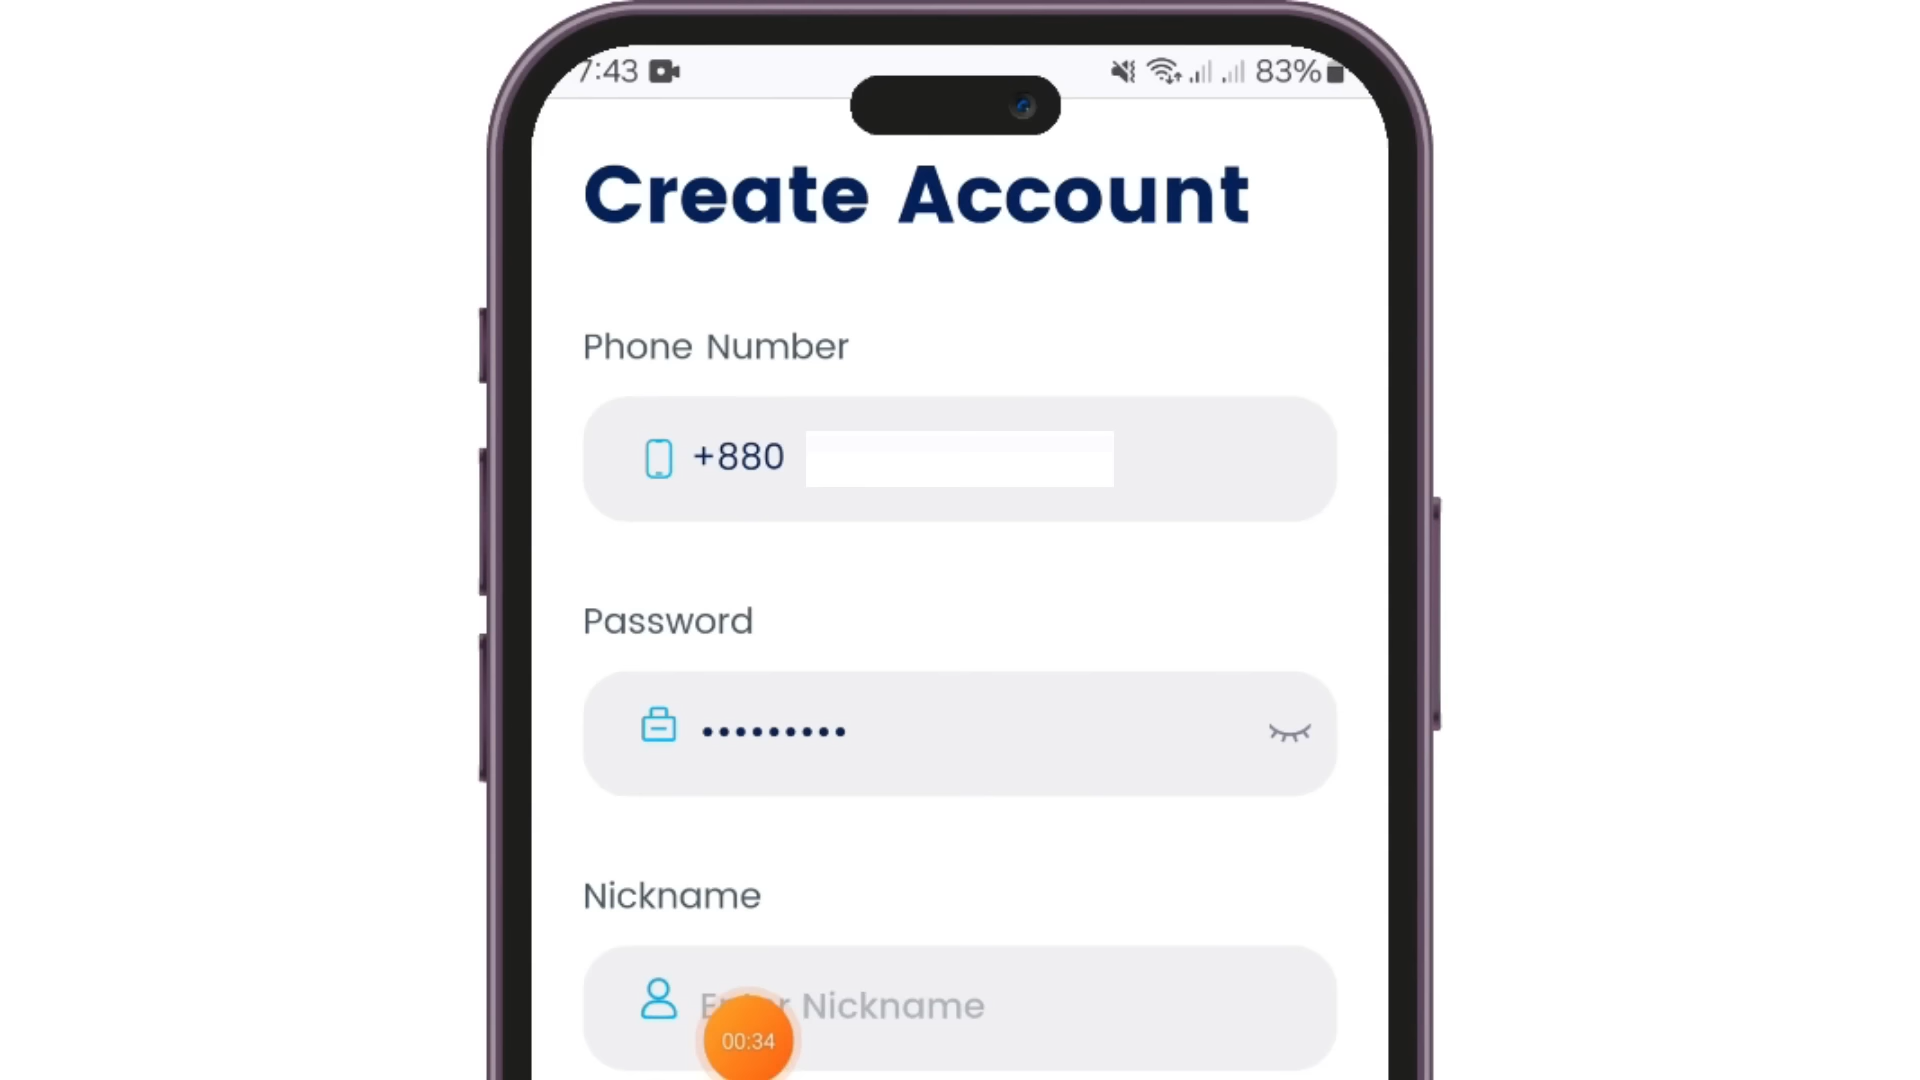 7:43 83%
Create Account
Phone Number
+880
Password
Nickname
Nickname
00:34